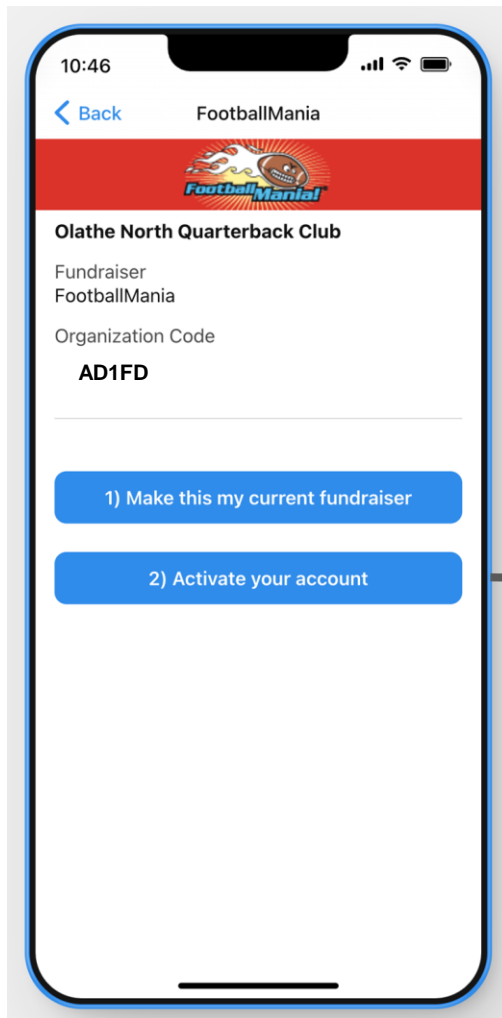 10:46
Back FootballMania
FootballMania!
Olathe North Quarterback Club
Fundraiser
FootballMania
Organization Code
AD1FD
1) Make this my current fundraiser
2) Activate your account